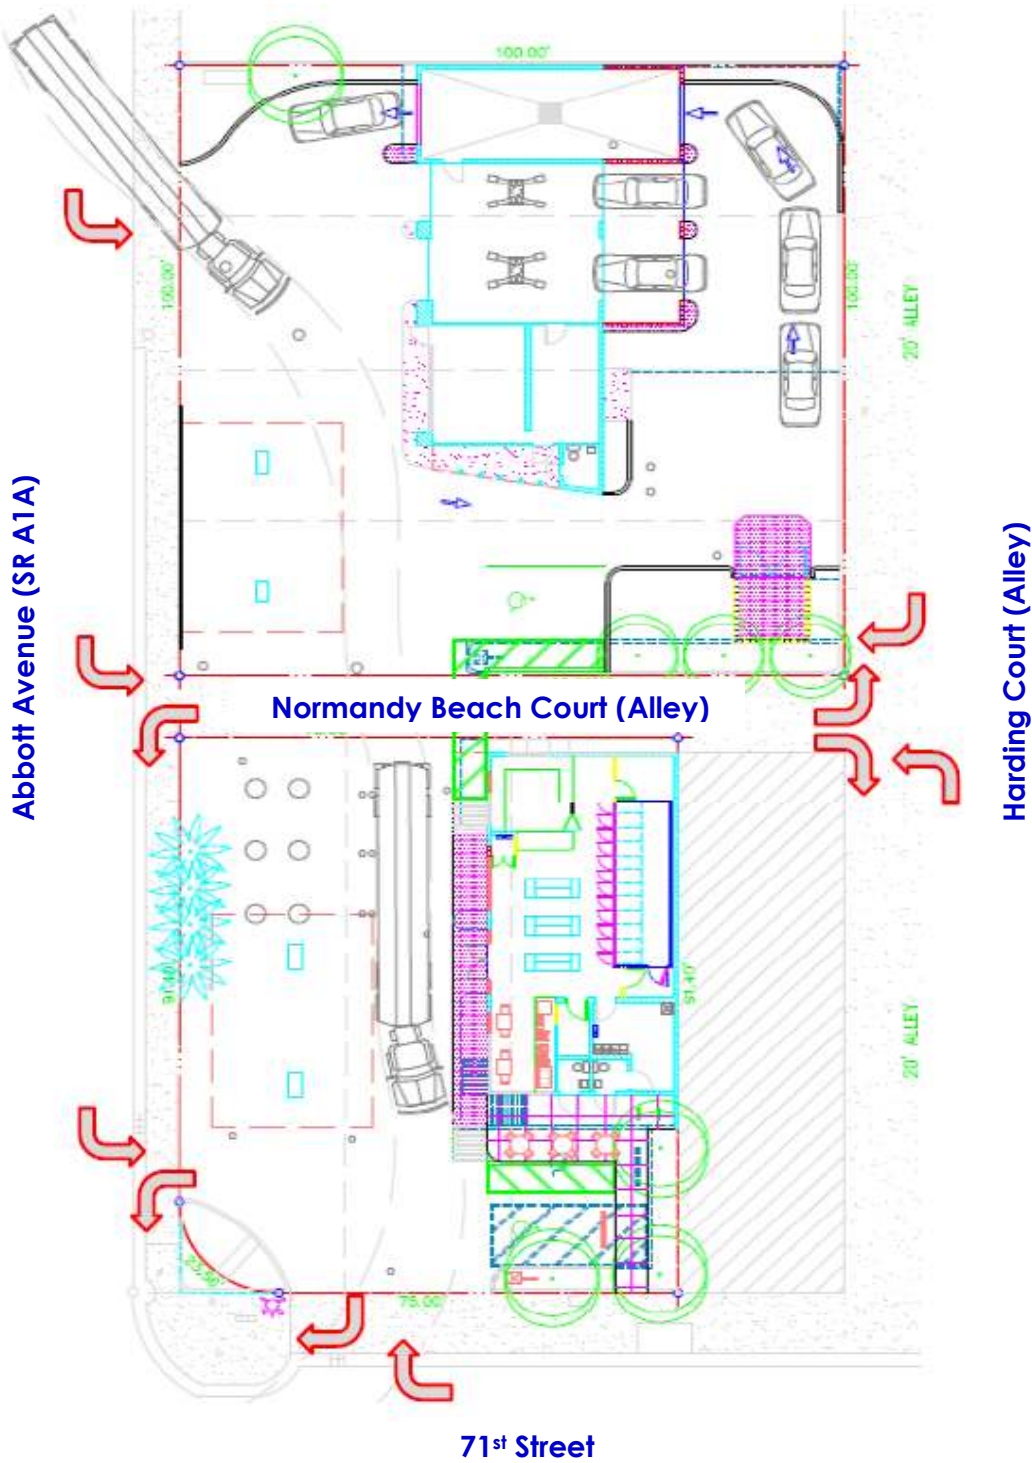 100.00'
100.00'
100.00'
20' ALLEY
Abbott Avenue (SR A1A)
Harding Court (Alley)
Normandy Beach Court (Alley)
91.40'
91.40'
20' ALLEY
75.00'
71st Street